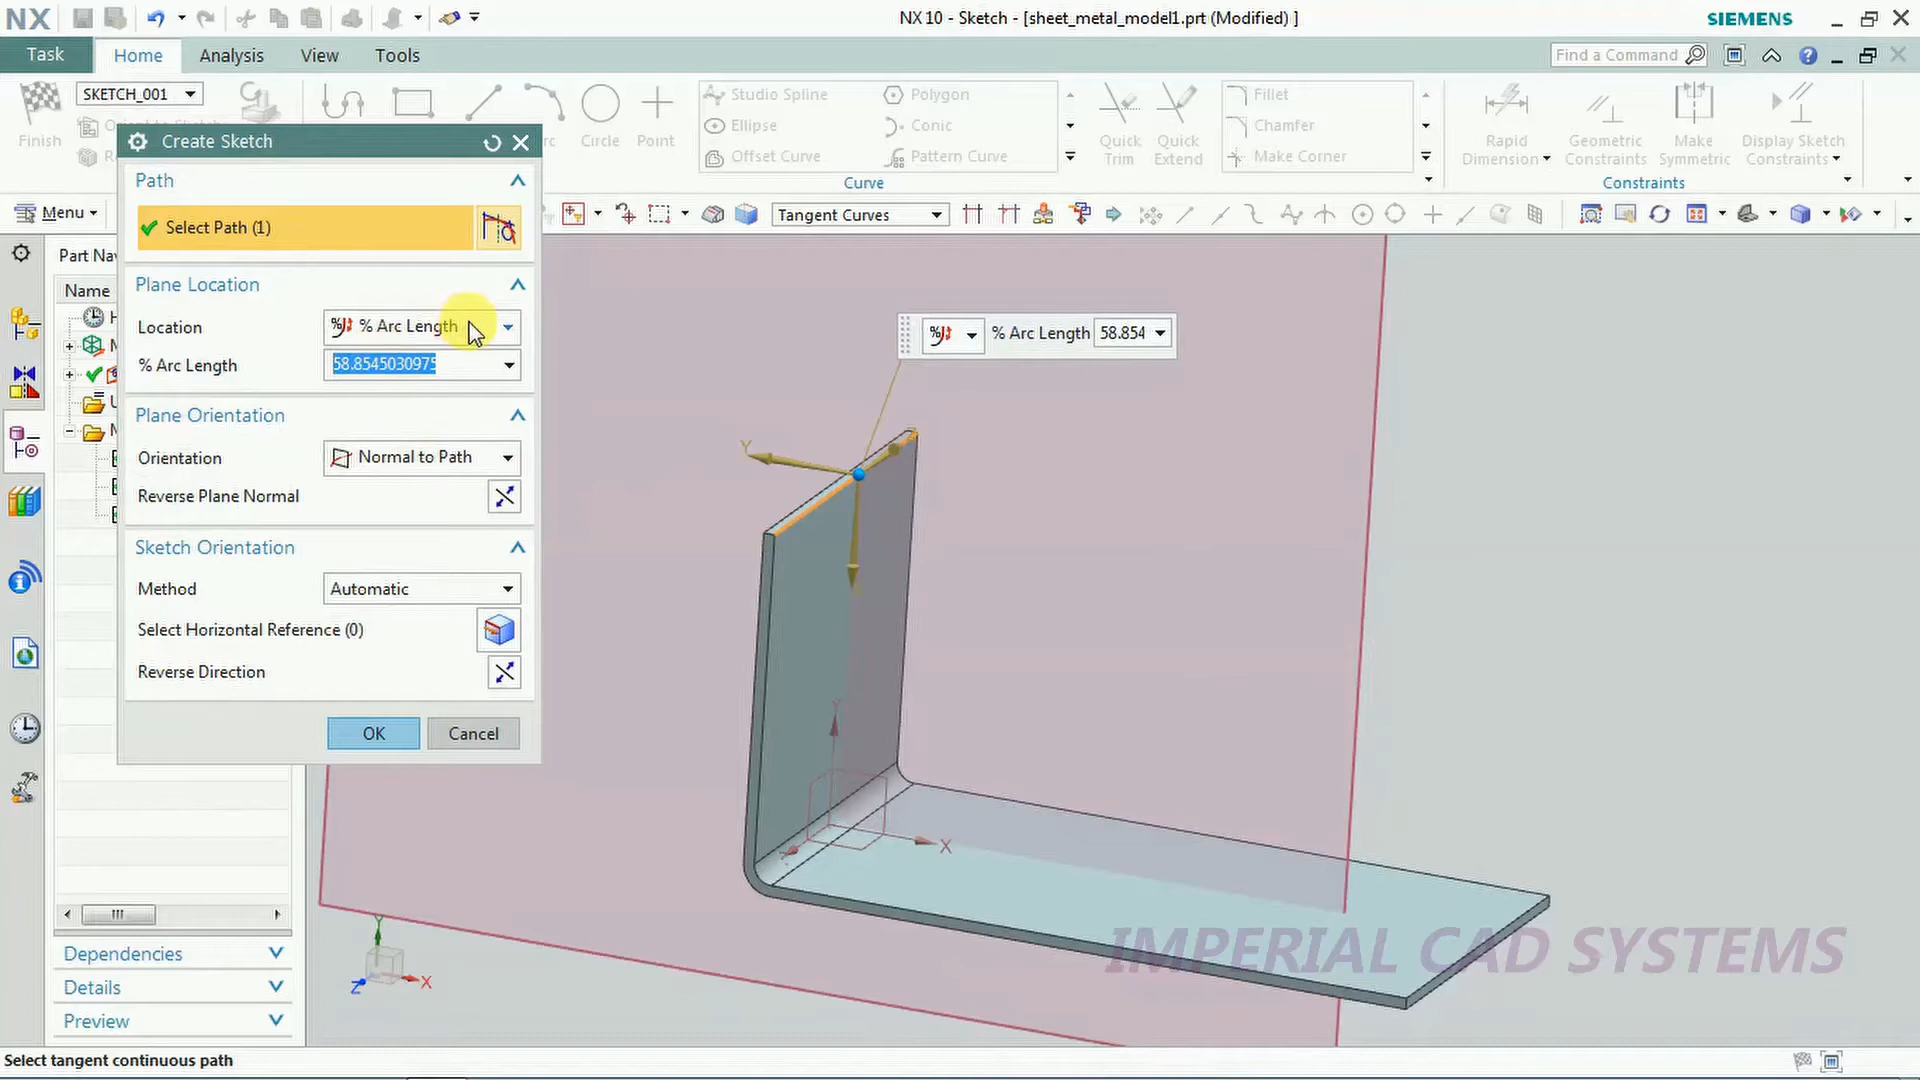 NX
NX 10 - Sketch - [sheet_metal_model1.prt (Modified) ]
SIEMENS
Task
Home
Analysis
View
Tools
Find a Command
Finish
SKETCH_001
Circle
Point
Studio Spline
Ellipse
Offset Curve
Polygon
Conic
Pattern Curve
Curve
Quick Trim
Quick Extend
Fillet
Chamfer
Make Corner
Rapid Dimension
Geometric Constraints
Make Symmetric
Display Sketch Constraints
Constraints
Menu
Tangent Curves
Create Sketch
Path
Select Path (1)
Plane Location
Location
% Arc Length
% Arc Length
58.8545030975
Plane Orientation
Orientation
Normal to Path
Reverse Plane Normal
Sketch Orientation
Method
Automatic
Select Horizontal Reference (0)
Reverse Direction
OK
Cancel
Part Na
Name
% Arc Length
58.854
Y
Y
X
Y
X
Z
Dependencies
Details
Preview
IMPERIAL CAD SYSTEMS
Select tangent continuous path